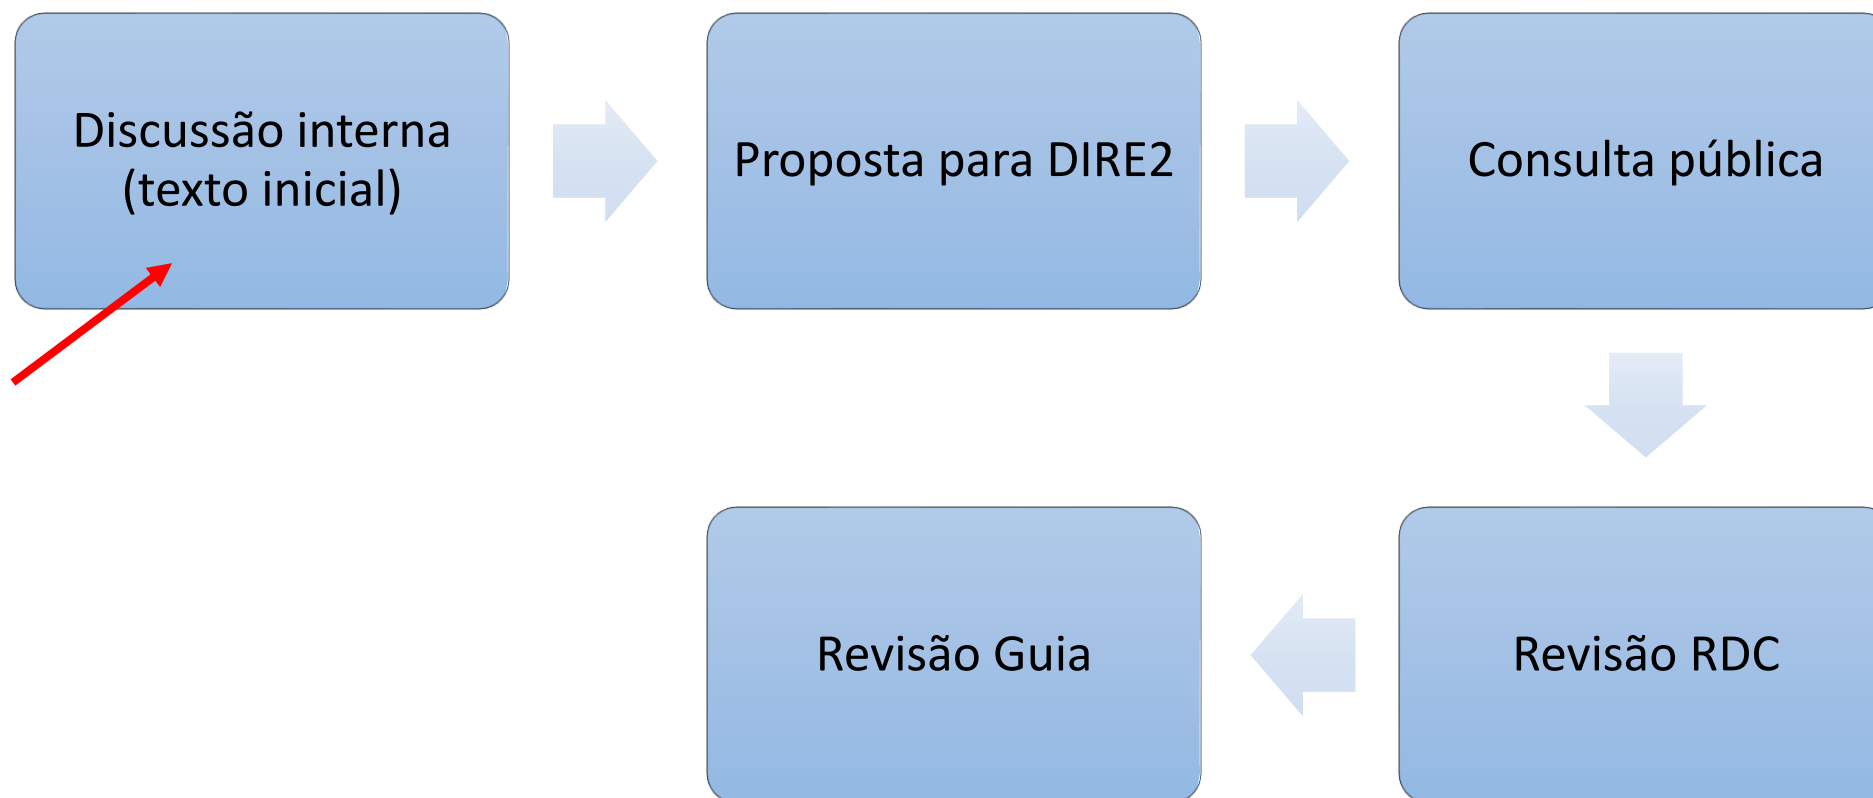 Discussão interna
(texto inicial)
Proposta para DIRE2
Consulta pública
Revisão RDC
Revisão Guia